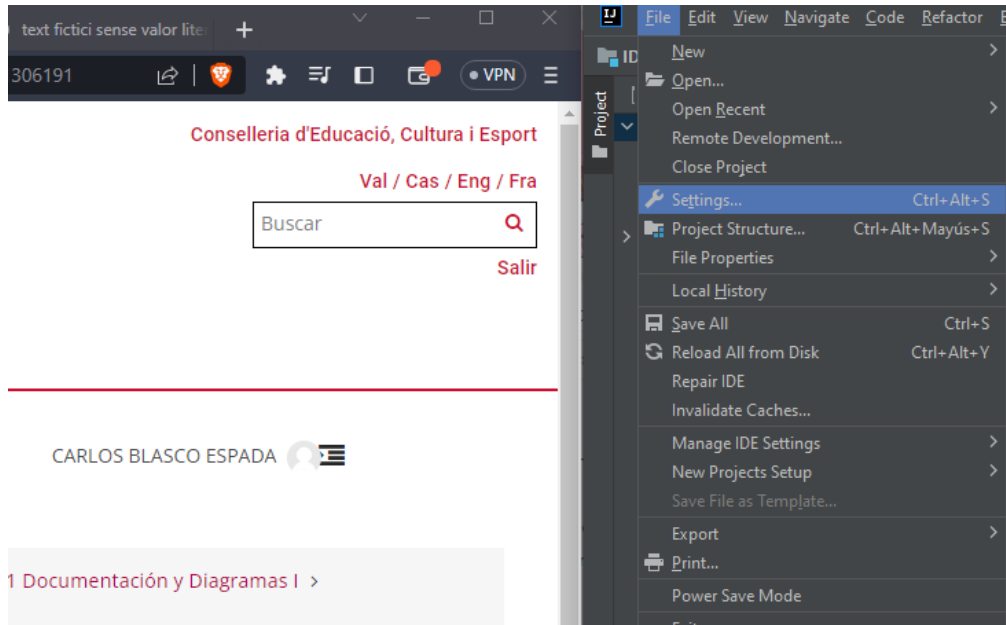 text fictici sense valor lite
306191
VPN
Conselleria d'Educació, Cultura i Esport
Val / Cas / Eng / Fra
Buscar
Salir
CARLOS BLASCO ESPADA
1 Documentación y Diagramas I >
IJ File Edit View Navigate Code Refactor
ID
Project
New
Open...
Open Recent
Remote Development...
Close Project
Settings... Ctrl+Alt+S
Project Structure... Ctrl+Alt+Mayús+S
File Properties
Local History
Save All Ctrl+S
Reload All from Disk Ctrl+Alt+Y
Repair IDE
Invalidate Caches...
Manage IDE Settings
New Projects Setup
Save File as Template...
Export
Print...
Power Save Mode